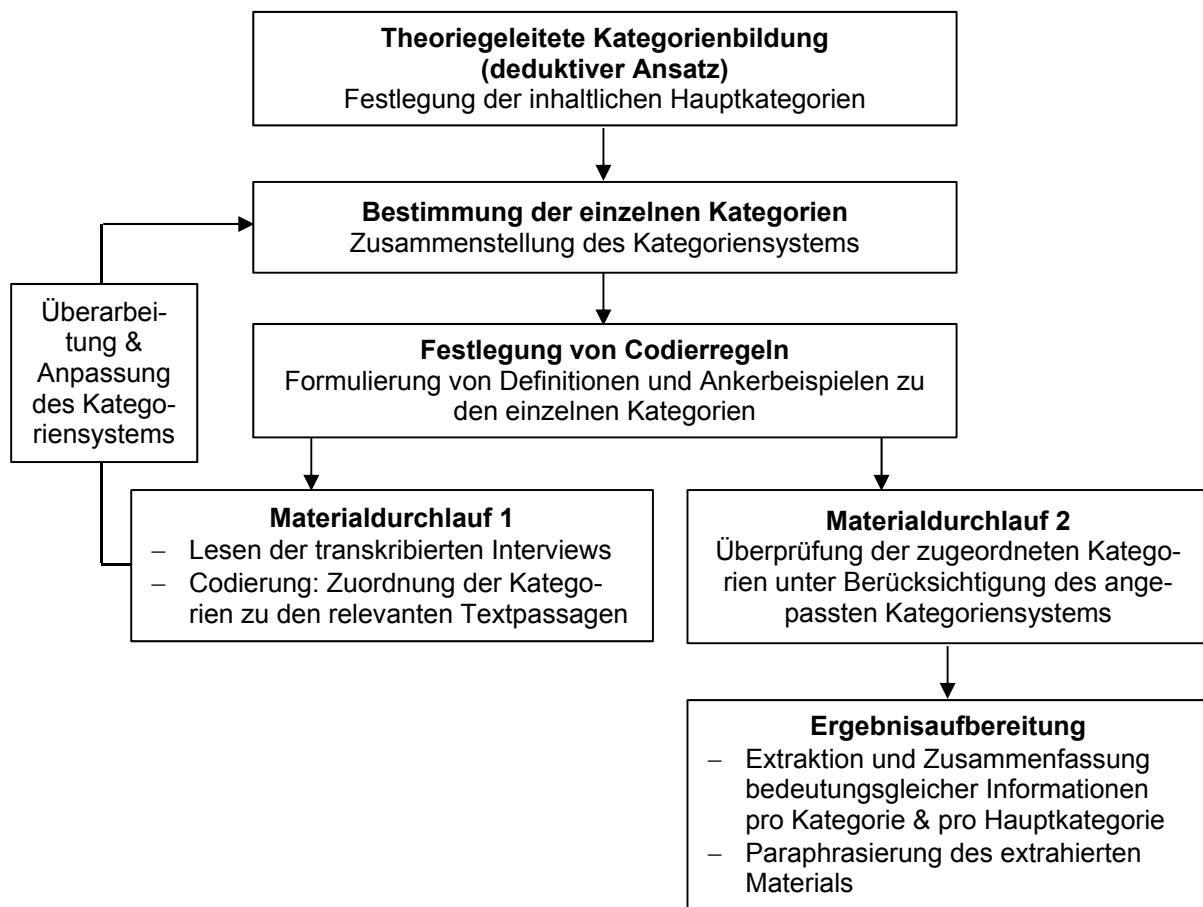 Theoriegeleitete Kategorienbildung
(deduktiver Ansatz)
Festlegung der inhaltlichen Hauptkategorien
Bestimmung der einzelnen Kategorien
Zusammenstellung des Kategoriensystems
Überarbei-
tung &
Anpassung
des Katego-
riensystems
Festlegung von Codierregeln
Formulierung von Definitionen und Ankerbeispielen zu
den einzelnen Kategorien
Materialdurchlauf 1
– Lesen der transkribierten Interviews
– Codierung: Zuordnung der Katego-
rien zu den relevanten Textpassagen
Materialdurchlauf 2
Überprüfung der zugeordneten Katego-
rien unter Berücksichtigung des ange-
passten Kategoriensystems
Ergebnisaufbereitung
– Extraktion und Zusammenfassung
bedeutungsgleicher Informationen
pro Kategorie & pro Hauptkategorie
– Paraphrasierung des extrahierten
Materials